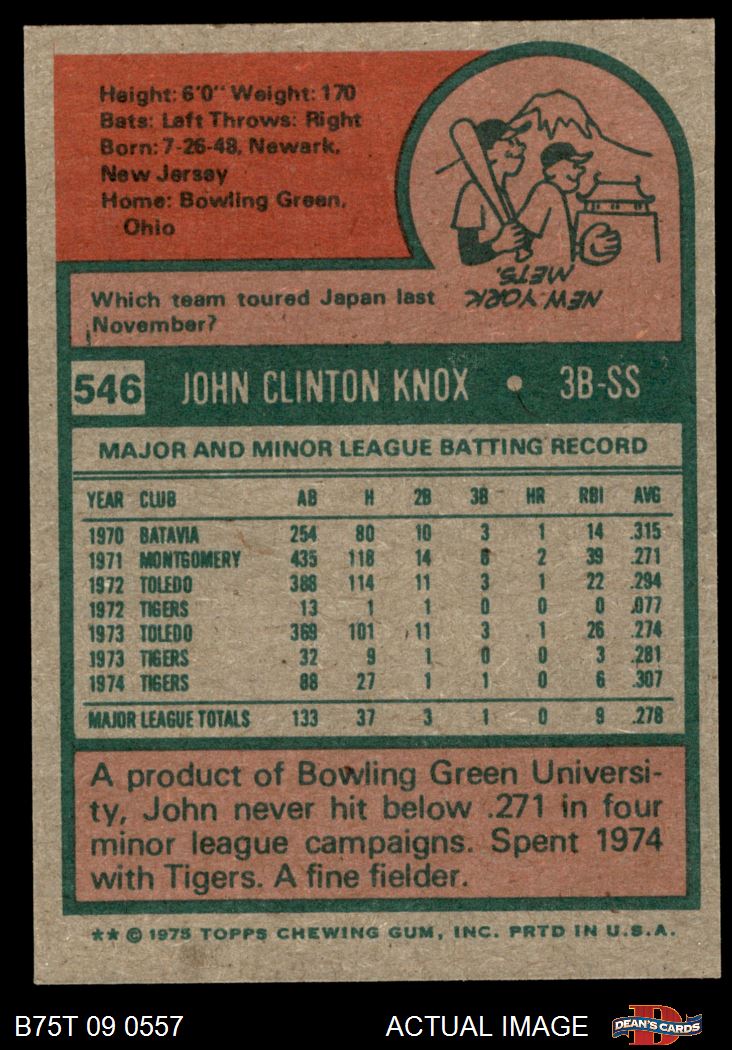 Height: 6'0" Weight: 170
Bats: Left Throws: Right
Born: 7-26-48, Newark,
New Jersey
Home: Bowling Green,
Ohio
Which team toured Japan last
November?
NEW YORK
METS.
546 JOHN CLINTON KNOX • 3B-SS
MAJOR AND MINOR LEAGUE BATTING RECORD
YEAR CLUB AB H 2B 3B HR RBI AVG
1970 BATAVIA 254 80 10 3 1 14 .315
1971 MONTGOMERY 435 118 14 6 2 39 .271
1972 TOLEDO 388 114 11 3 1 22 .294
1972 TIGERS 13 1 1 0 0 0 .077
1973 TOLEDO 369 101 11 3 1 26 .274
1973 TIGERS 32 9 1 0 0 3 .281
1974 TIGERS 88 27 1 1 0 6 .307
MAJOR LEAGUE TOTALS 133 37 3 1 0 9 .278
A product of Bowling Green Universi-
ty, John never hit below .271 in four
minor league campaigns. Spent 1974
with Tigers. A fine fielder.
** © 1975 TOPPS CHEWING GUM, INC. PRTD IN U.S.A.
B75T 09 0557 ACTUAL IMAGE D DEAN'S CARDS